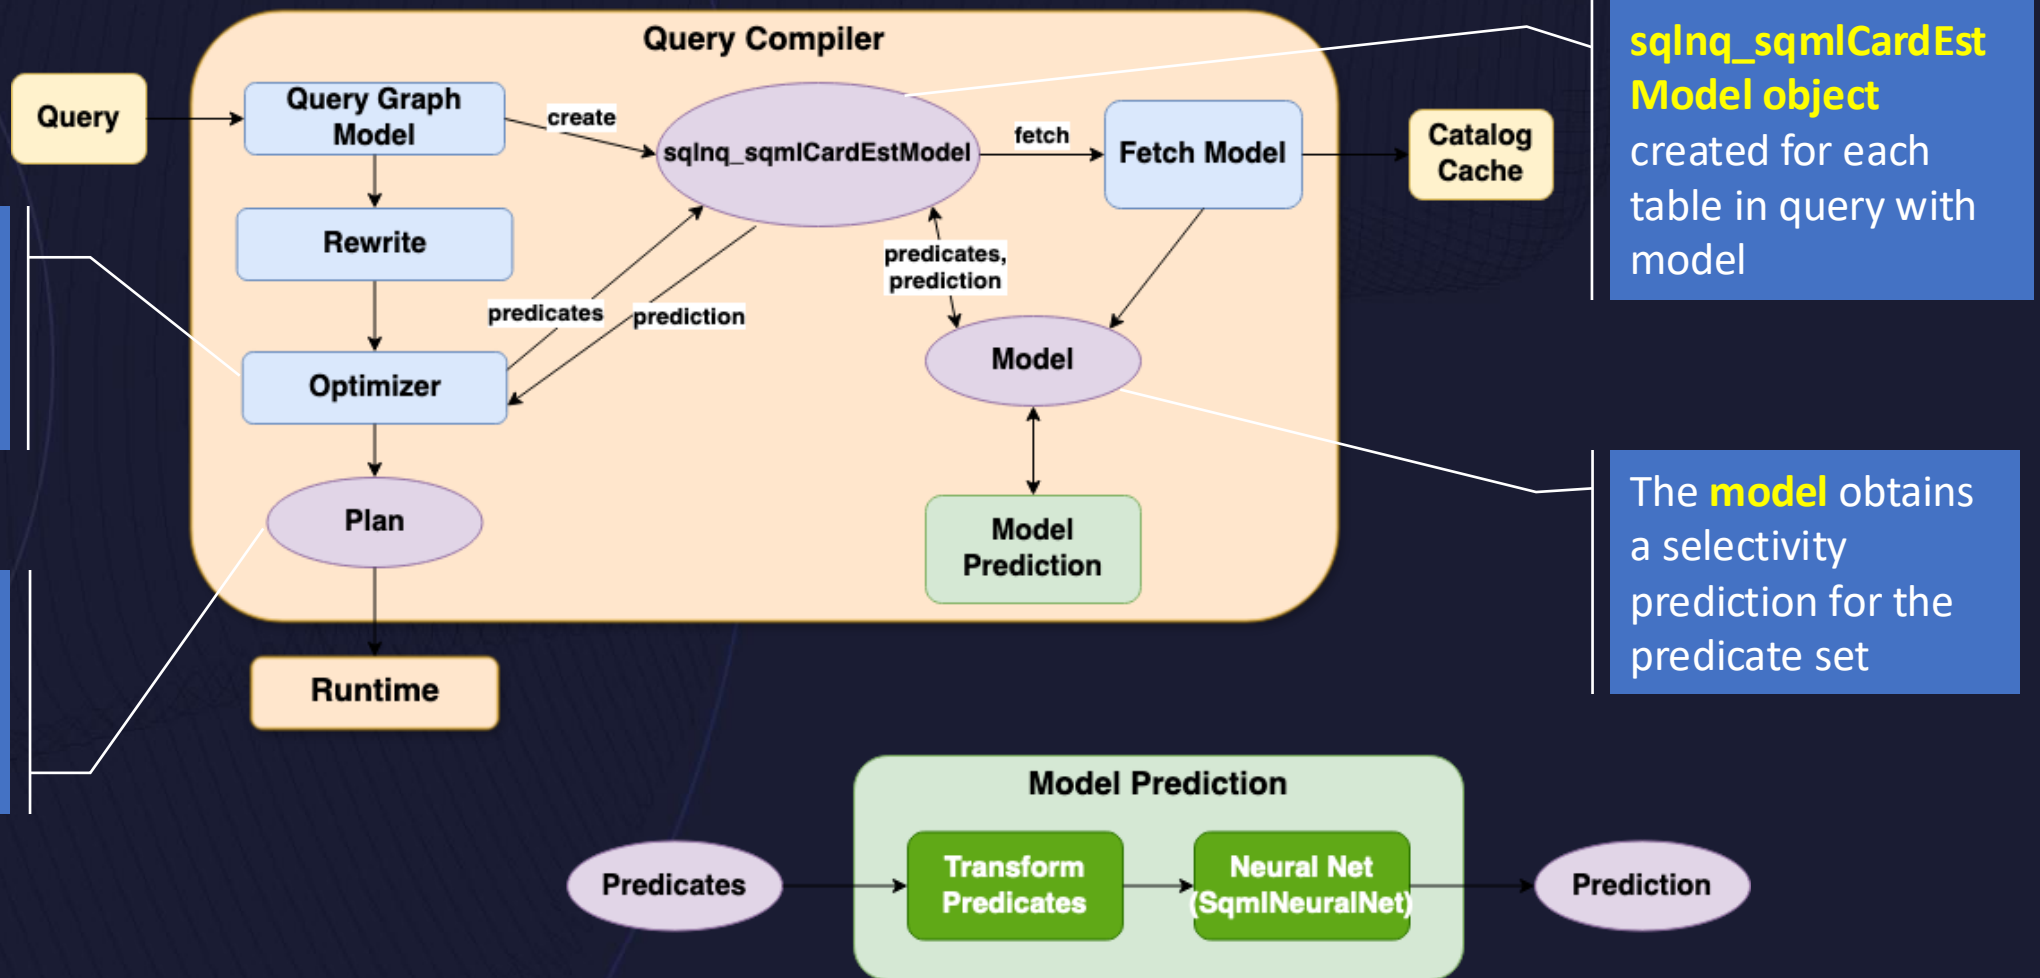 Query Compiler
Query
Query Graph
Model
create
sqlnq_sqmlCardEstModel
fetch
Fetch Model
Catalog
Cache
Rewrite
predicates,
prediction
predicates
prediction
Optimizer
Model
Plan
Model
Prediction
Runtime
sqlnq_sqmlCardEst
Model object
created for each
table in query with
model
The model obtains
a selectivity
prediction for the
predicate set
Model Prediction
Predicates
Transform
Predicates
Neural Net
(SqmlNeuralNet)
Prediction